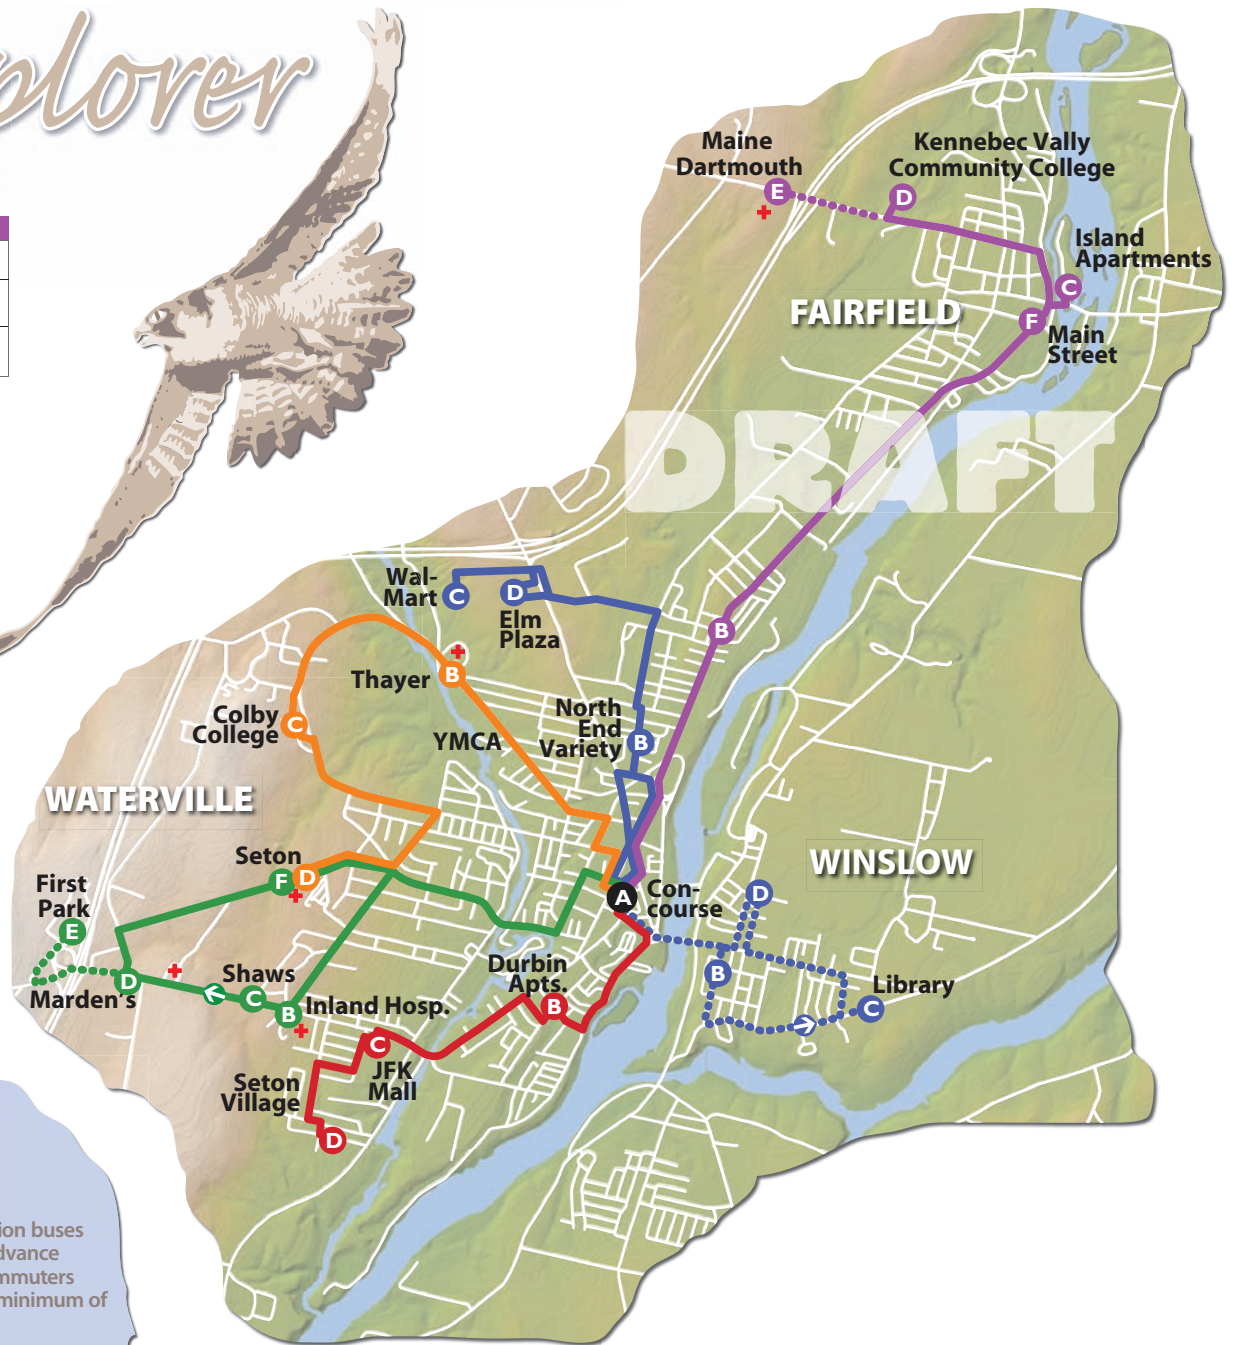 plorer
Maine
Dartmouth
E
Kennebec Vally
Community College
D
Island
Apartments
C
FAIRFIELD
F
Main
Street
DRAFT
Wal-
Mart
C
D
Elm
Plaza
B
Thayer
B
Colby
College
C
YMCA
North
End
Variety
B
WATERVILLE
Seton
F
D
WINSLOW
First
Park
E
A
Con-
course
D
Marden's
D
Shaws
C
B
Inland Hosp.
Durbin
Apts.
B
B
Library
C
C
JFK
Mall
Seton
Village
D
ion buses
dvance
mmuters
minimum of